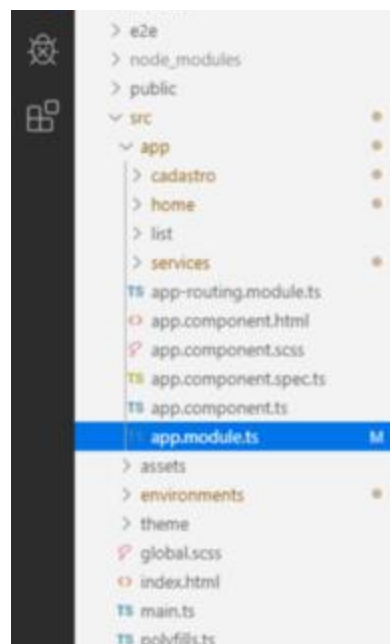 e2e
node_modules
public
src
app
cadastro
home
list
services
TS app-routing.module.ts
<> app.component.html
app.component.scss
TS app.component.spec.ts
TS app.component.ts
TS app.module.ts M
assets
environments
theme
global.scss
<> index.html
TS main.ts
TS polyfills.ts